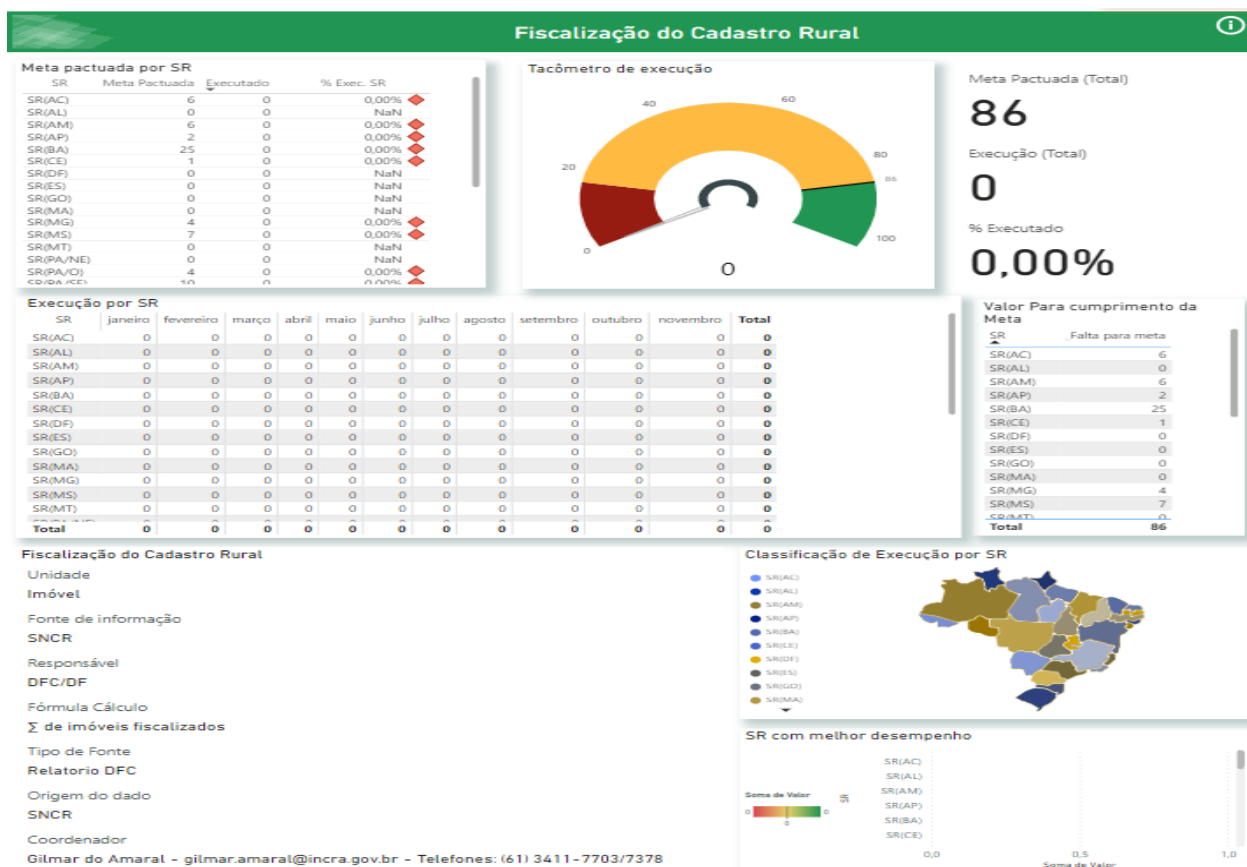 Fiscalização do Cadastro Rural
Meta pactuada por SR
SR Meta Pactuada Executado % Exec. SR
SR(AC) 6 0 0,00%
SR(AL) 0 0 NaN
SR(AM) 6 0 0,00%
SR(AP) 2 0 0,00%
SR(BA) 25 0 0,00%
SR(CE) 1 0 0,00%
SR(DF) 0 0 NaN
SR(ES) 0 0 NaN
SR(GO) 0 0 NaN
SR(MA) 0 0 NaN
SR(MG) 4 0 0,00%
SR(MS) 7 0 0,00%
SR(MT) 0 0 NaN
SR(PA/NE) 0 0 NaN
SR(PA/O) 4 0 0,00%
SR(PA/SE) 10 0 0,00%
Tacômetro de execução
0
20
40
60
80
86
100
0
Meta Pactuada (Total)
86
Execução (Total)
0
% Executado
0,00%
Execução por SR
SR janeiro fevereiro março abril maio junho julho agosto setembro outubro novembro Total
SR(AC) 0 0 0 0 0 0 0 0 0 0 0 0
SR(AL) 0 0 0 0 0 0 0 0 0 0 0 0
SR(AM) 0 0 0 0 0 0 0 0 0 0 0 0
SR(AP) 0 0 0 0 0 0 0 0 0 0 0 0
SR(BA) 0 0 0 0 0 0 0 0 0 0 0 0
SR(CE) 0 0 0 0 0 0 0 0 0 0 0 0
SR(DF) 0 0 0 0 0 0 0 0 0 0 0 0
SR(ES) 0 0 0 0 0 0 0 0 0 0 0 0
SR(GO) 0 0 0 0 0 0 0 0 0 0 0 0
SR(MA) 0 0 0 0 0 0 0 0 0 0 0 0
SR(MG) 0 0 0 0 0 0 0 0 0 0 0 0
SR(MS) 0 0 0 0 0 0 0 0 0 0 0 0
SR(MT) 0 0 0 0 0 0 0 0 0 0 0 0
Total 0 0 0 0 0 0 0 0 0 0 0 0
Valor Para cumprimento da
Meta
SR _Falta para meta
SR(AC) 6
SR(AL) 0
SR(AM) 6
SR(AP) 2
SR(BA) 25
SR(CE) 1
SR(DF) 0
SR(ES) 0
SR(GO) 0
SR(MA) 0
SR(MG) 4
SR(MS) 7
SR(MT) 0
Total 86
Fiscalização do Cadastro Rural
Unidade
Imóvel
Fonte de informação
SNCR
Responsável
DFC/DF
Fórmula Cálculo
∑ de imóveis fiscalizados
Tipo de Fonte
Relatorio DFC
Origem do dado
SNCR
Coordenador
Gilmar do Amaral - gilmar.amaral@incra.gov.br - Telefones: (61) 3411-7703/7378
Classificação de Execução por SR
SR(AC)
SR(AL)
SR(AM)
SR(AP)
SR(BA)
SR(CE)
SR(DF)
SR(ES)
SR(GO)
SR(MA)
SR com melhor desempenho
Soma de Valor
0 0
0
SR
SR(AC)
SR(AL)
SR(AM)
SR(AP)
SR(BA)
SR(CE)
0,0 0,5 1,0
Soma de Valor